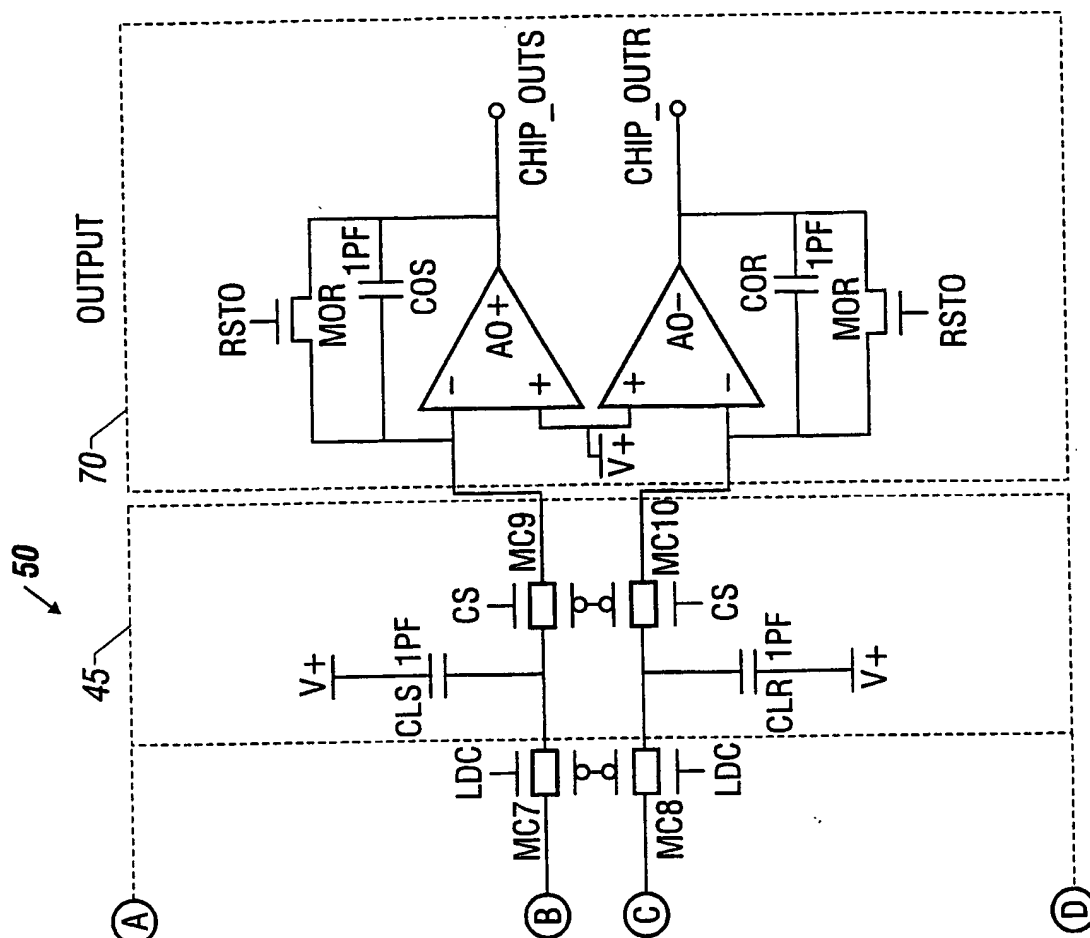 50
45
70
OUTPUT
A
B
C
D
RSTO
MOR
1PF
COS
V+
CLS 1PF
LDC
MC7
CS
MC9
AO+
-
+
CHIP_OUTS
V+
+
-
AO-
CHIP_OUTR
MC8
LDC
MC10
CS
CLR 1PF
V+
COR
1PF
MOR
RSTO